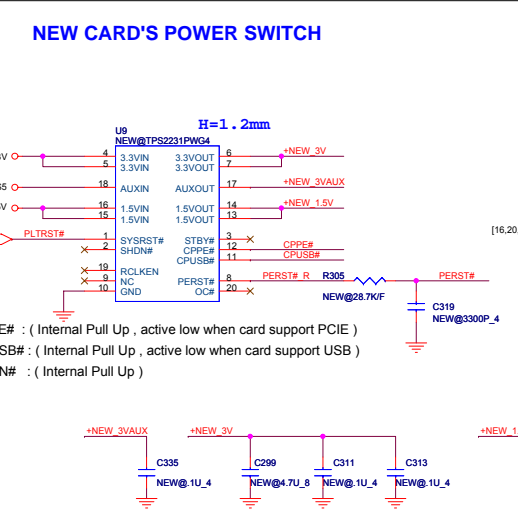 NEW CARD'S POWER SWITCH
H=1.2mm
U9
NEW@TPS2231PWG4
4 3.3VIN 3.3VOUT 6 +NEW_3V
5 3.3VIN 3.3VOUT 7
18 AUXIN AUXOUT 17 +NEW_3VAUX
16 1.5VIN 1.5VOUT 14 +NEW_1.5V
15 1.5VIN 1.5VOUT 13
[16,20,
PLTRST# 1 SYSRST# STBY# 3
2 SHDN# CPPE# 12 CPPE#
CPUSB# 11 CPUSB#
19 RCLKEN
9 NC PERST# 8 PERST#_R R305 PERST#
10 GND OC# 20
NEW@28.7K/F
C319
NEW@3300P_4
E# : ( Internal Pull Up , active low when card support PCIE )
SB# : ( Internal Pull Up , active low when card support USB )
N# : ( Internal Pull Up )
+NEW_3VAUX +NEW_3V +NEW_1.
C335 C299 C311 C313
NEW@.1U_4 NEW@4.7U_8 NEW@.1U_4 NEW@.1U_4